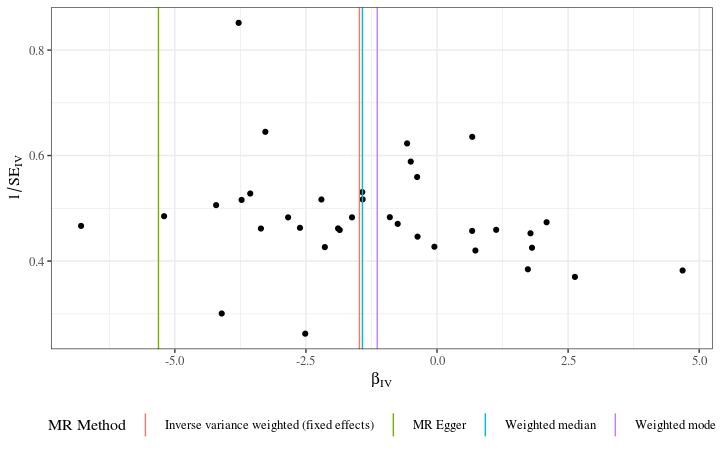 0.8
0.6
0.4
1/SE_IV
-5.0 -2.5 0.0 2.5 5.0
β_IV
MR Method Inverse variance weighted (fixed effects) MR Egger Weighted median Weighted mode